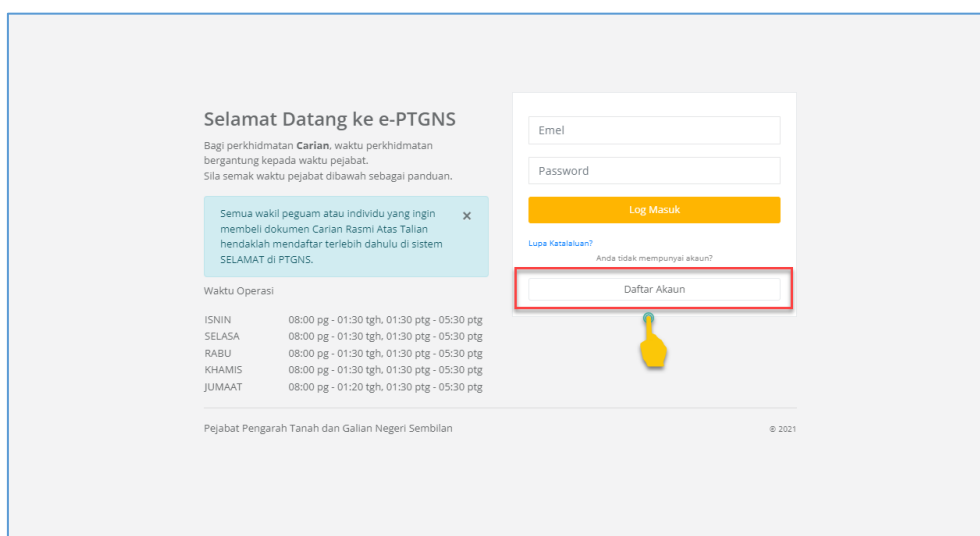 Selamat Datang ke e-PTGNS
Bagi perkhidmatan Carian, waktu perkhidmatan
bergantung kepada waktu pejabat.
Sila semak waktu pejabat dibawah sebagai panduan.
Semua wakil peguam atau individu yang ingin
membeli dokumen Carian Rasmi Atas Talian
hendaklah mendaftar terlebih dahulu di sistem
SELAMAT di PTGNS.
×
Waktu Operasi
ISNIN 08:00 pg - 01:30 tgh, 01:30 ptg - 05:30 ptg
SELASA 08:00 pg - 01:30 tgh, 01:30 ptg - 05:30 ptg
RABU 08:00 pg - 01:30 tgh, 01:30 ptg - 05:30 ptg
KHAMIS 08:00 pg - 01:30 tgh, 01:30 ptg - 05:30 ptg
JUMAAT 08:00 pg - 01:20 tgh, 01:30 ptg - 05:30 ptg
Emel
Password
Log Masuk
Lupa Katalaluan?
Anda tidak mempunyai akaun?
Daftar Akaun
Pejabat Pengarah Tanah dan Galian Negeri Sembilan
© 2021